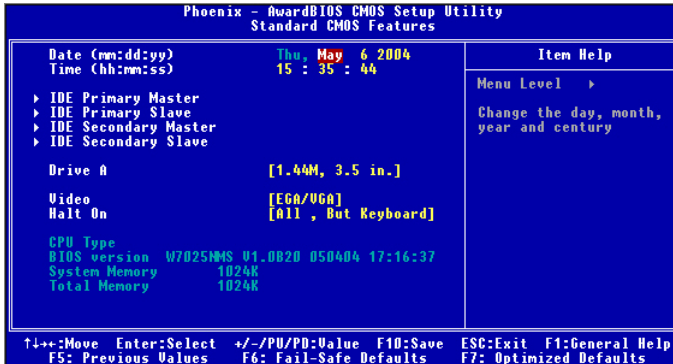 Phoenix - AwardBIOS CMOS Setup Utility
Standard CMOS Features
Date (mm:dd:yy) Thu, May 6 2004
Time (hh:mm:ss) 15 : 35 : 44
IDE Primary Master
IDE Primary Slave
IDE Secondary Master
IDE Secondary Slave
Drive A [1.44M, 3.5 in.]
Video [EGA/VGA]
Halt On [All , But Keyboard]
CPU Type
BIOS version W7025NMS V1.0B20 050404 17:16:37
System Memory 1024K
Total Memory 1024K
Item Help
Menu Level
Change the day, month,
year and century
↑↓→←:Move Enter:Select +/-/PU/PD:Value F10:Save ESC:Exit F1:General Help
F5: Previous Values F6: Fail-Safe Defaults F7: Optimized Defaults